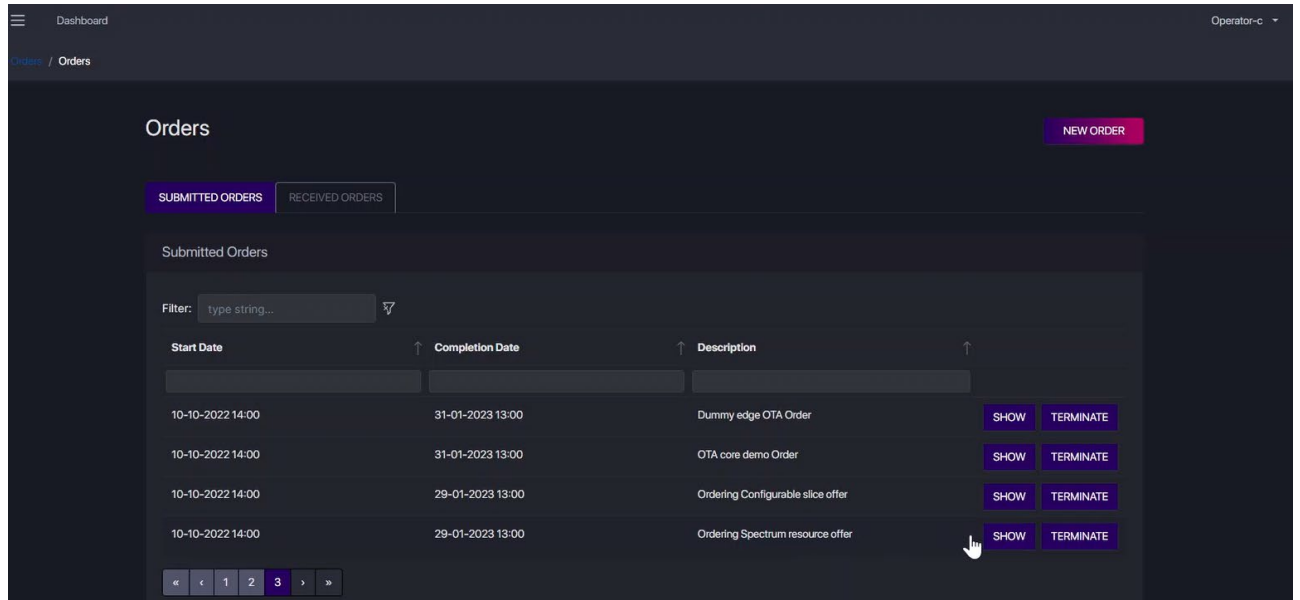 Dashboard
Operator-c
Orders / Orders
Orders
NEW ORDER
SUBMITTED ORDERS
RECEIVED ORDERS
Submitted Orders
Filter: type string...
Start Date Completion Date Description
10-10-2022 14:00 31-01-2023 13:00 Dummy edge OTA Order SHOW TERMINATE
10-10-2022 14:00 31-01-2023 13:00 OTA core demo Order SHOW TERMINATE
10-10-2022 14:00 29-01-2023 13:00 Ordering Configurable slice offer SHOW TERMINATE
10-10-2022 14:00 29-01-2023 13:00 Ordering Spectrum resource offer SHOW TERMINATE
« ‹ 1 2 3 › »